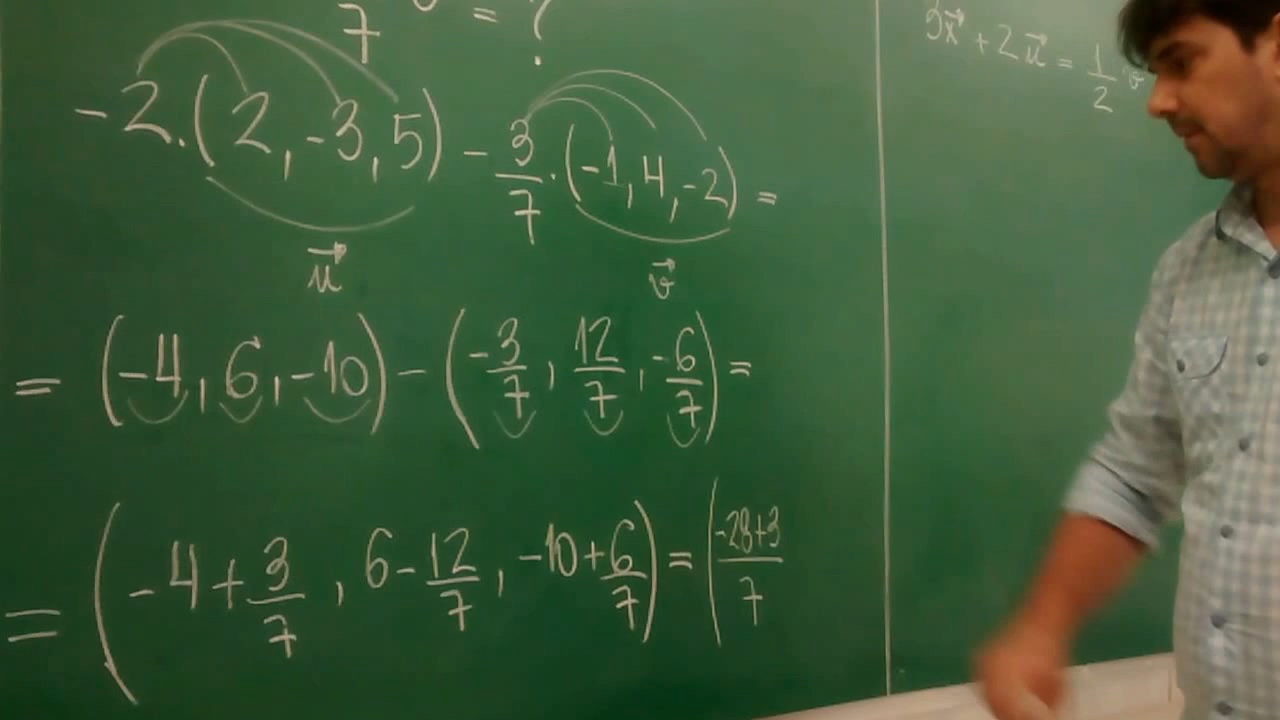 7 = ?
-2.(2, -3, 5) - 3/7 . (-1, 4, -2) =
u⃗ v⃗
= (-4, 6, -10) - (-3/7, 12/7, -6/7) =
= (-4 + 3/7, 6 - 12/7, -10 + 6/7) = (-28+3/7
3x⃗ + 2u⃗ = 1/2 v⃗